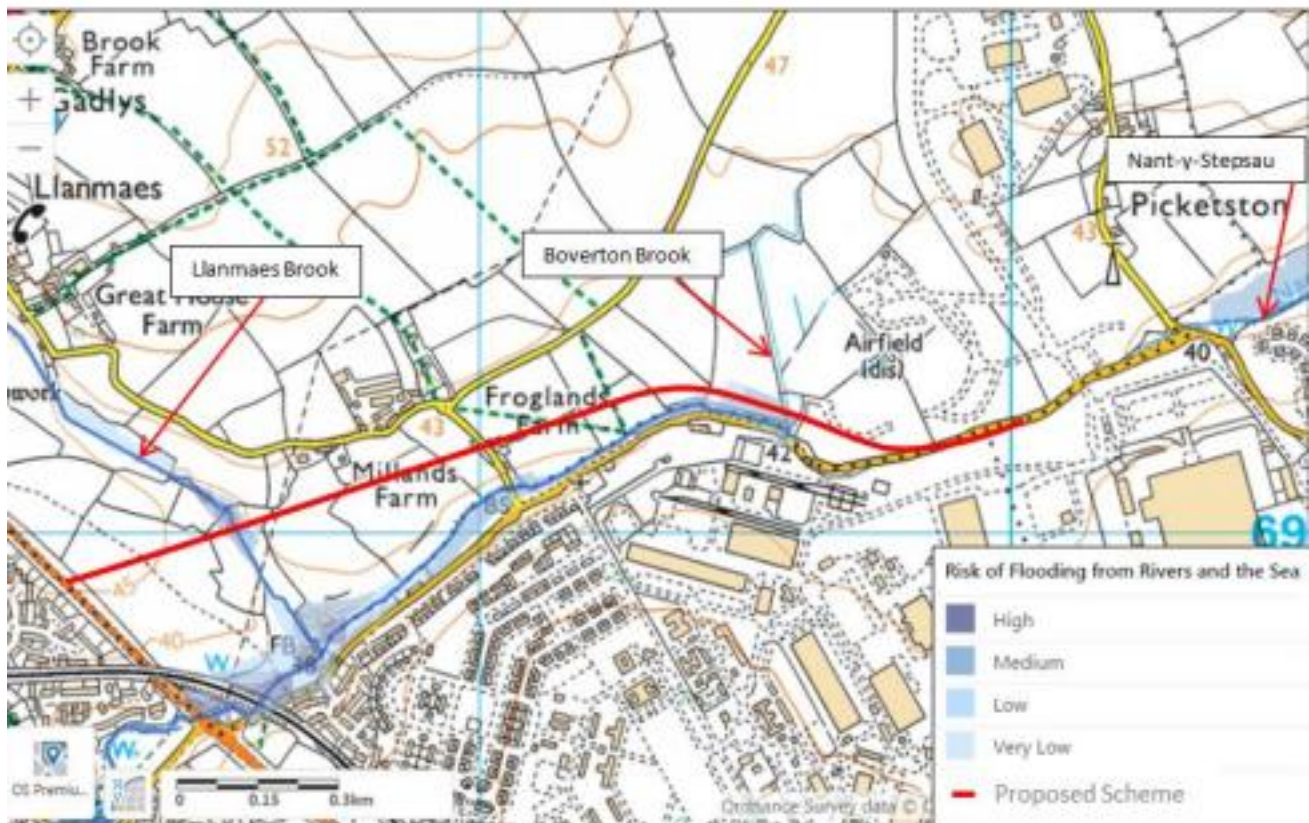 Brook
Farm
Gadlys
52
47
Llanmaes
Llanmaes Brook
Great House
Farm
Boverton Brook
Nant-y-Stepsau
Picketston
43
Airfield
(dis)
40
43
Froglands
Farm
Millands
Farm
42
35
45
40
FB
W
W
69
Risk of Flooding from Rivers and the Sea
High
Medium
Low
Very Low
Proposed Scheme
OS Premiu...
0 0.15 0.3km
Ordnance Survey data ©